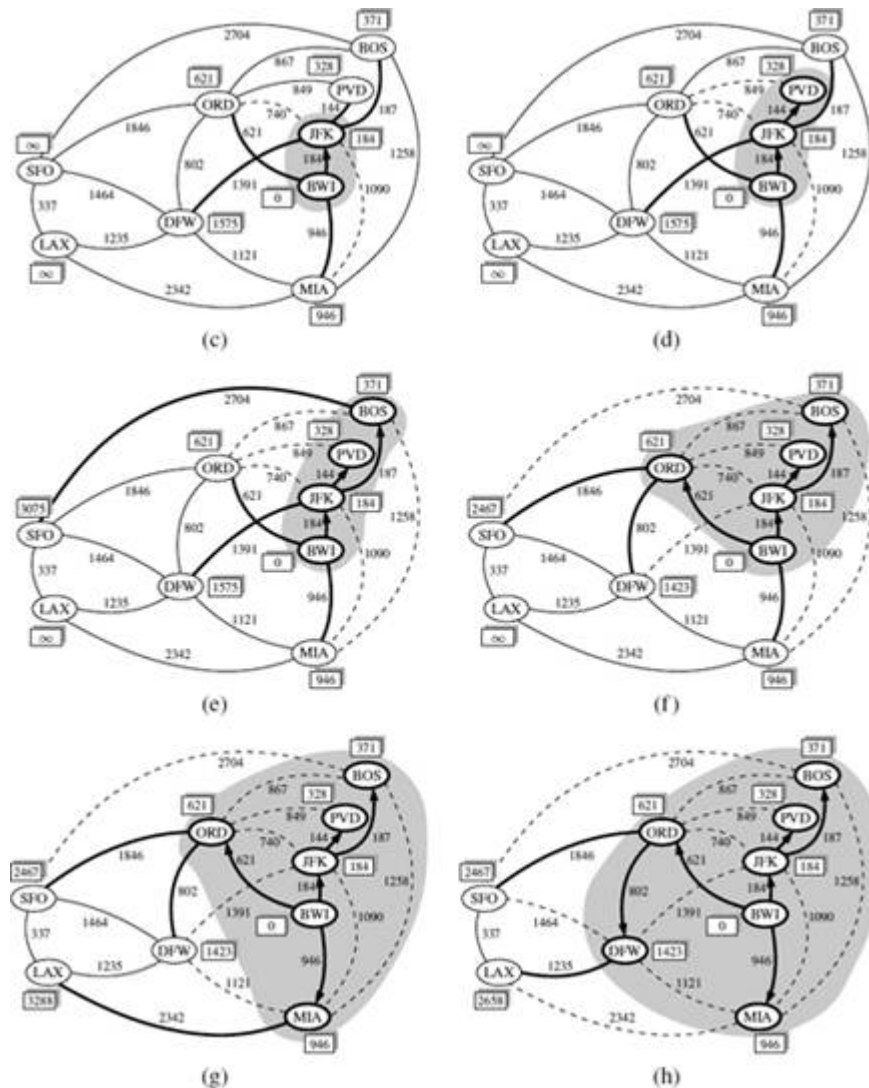 371
2704
BOS
867
328
621
849
PVD
ORD
740
144
187
1846
JFK
621
184
∞
184
1258
SFO
802
1391
BWI
1464
0
1090
337
DFW
1575
946
LAX
1235
1121
∞
2342
MIA
946
(c)
371
2704
BOS
867
328
621
849
PVD
ORD
740
144
187
1846
JFK
621
184
∞
184
1258
SFO
802
1391
BWI
1464
0
1090
337
DFW
1575
946
LAX
1235
1121
∞
2342
MIA
946
(d)
371
2704
BOS
867
328
621
849
PVD
ORD
740
144
187
1846
JFK
621
184
3075
184
1258
SFO
802
1391
BWI
1464
0
1090
337
DFW
1575
946
LAX
1235
1121
∞
2342
MIA
946
(e)
371
2704
BOS
867
328
621
849
PVD
ORD
740
144
187
1846
JFK
621
184
2467
184
1258
SFO
802
1391
BWI
1464
0
1090
337
DFW
1423
946
LAX
1235
1121
∞
2342
MIA
946
(f)
371
2704
BOS
867
328
621
849
PVD
ORD
740
144
187
1846
JFK
621
184
2467
184
1258
SFO
802
1391
BWI
1464
0
1090
337
DFW
1423
946
LAX
1235
1121
3288
2342
MIA
946
(g)
371
2704
BOS
867
328
621
849
PVD
ORD
740
144
187
1846
JFK
621
184
2467
184
1258
SFO
802
1391
BWI
1464
0
1090
337
DFW
1423
946
LAX
1235
1121
2658
2342
MIA
946
(h)